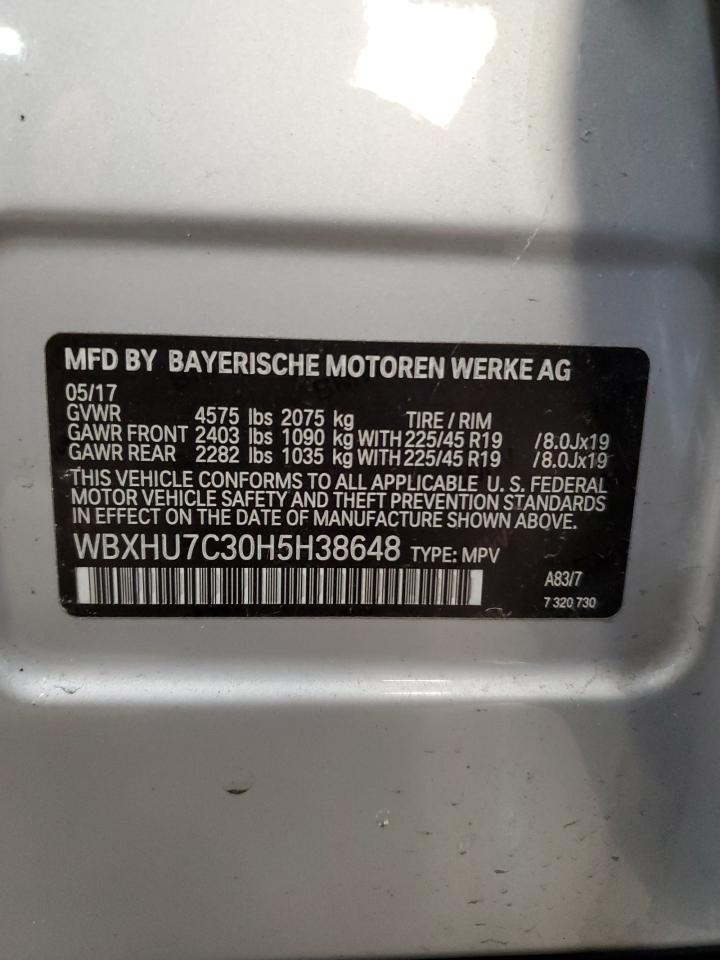 MFD BY BAYERISCHE MOTOREN WERKE AG
05/17
GVWR 4575 lbs 2075 kg TIRE / RIM
GAWR FRONT 2403 lbs 1090 kg WITH 225/45 R19 /8.0Jx19
GAWR REAR 2282 lbs 1035 kg WITH 225/45 R19 /8.0Jx19
THIS VEHICLE CONFORMS TO ALL APPLICABLE U. S. FEDERAL
MOTOR VEHICLE SAFETY AND THEFT PREVENTION STANDARDS
IN EFFECT ON THE DATE OF MANUFACTURE SHOWN ABOVE.
WBXHU7C30H5H38648 TYPE: MPV
A83/7
7 320 730